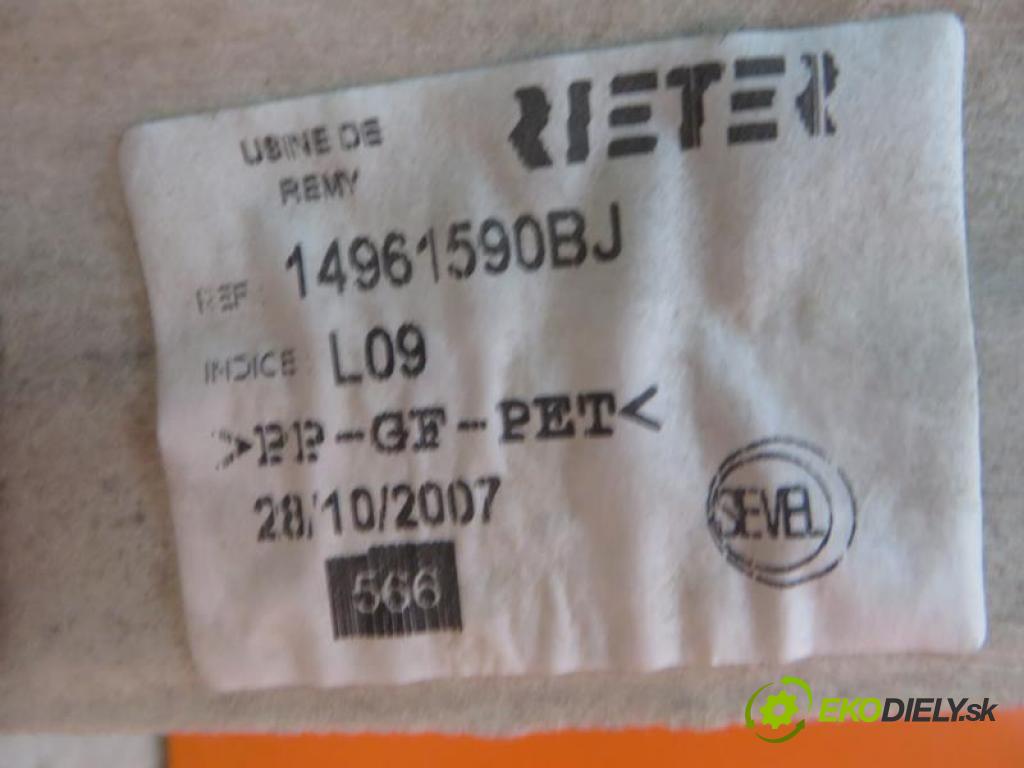 USINE DE
REMY
RIETER
REF: 14961590BJ
INDICE L09
>PP-GF-PET<
28/10/2007
566
SEVEL
EKODIELY.sk